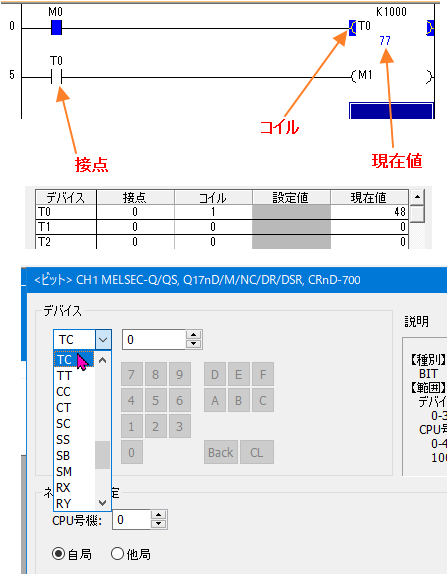 M0 K1000
0 T0
77
T0
5 M1
コイル
接点 現在値
デバイス 接点 コイル 設定値 現在値
T0 0 1 48
T1 0 0 0
T2 0 0 0
<ビット> CH1 MELSEC-Q/QS, Q17nD/M/NC/DR/DSR, CRnD-700
デバイス
説明
TC 0
TC
【種別】
TT 7 8 9 D E F
BIT
CC
【範囲】
CT 4 5 6 A B C
デバイ
SC 1 2 3
0-3
SS
CPU号
SB 0 Back CL
0-4
SM
100
RX
RY
定
CPU号機: 0
自局 他局